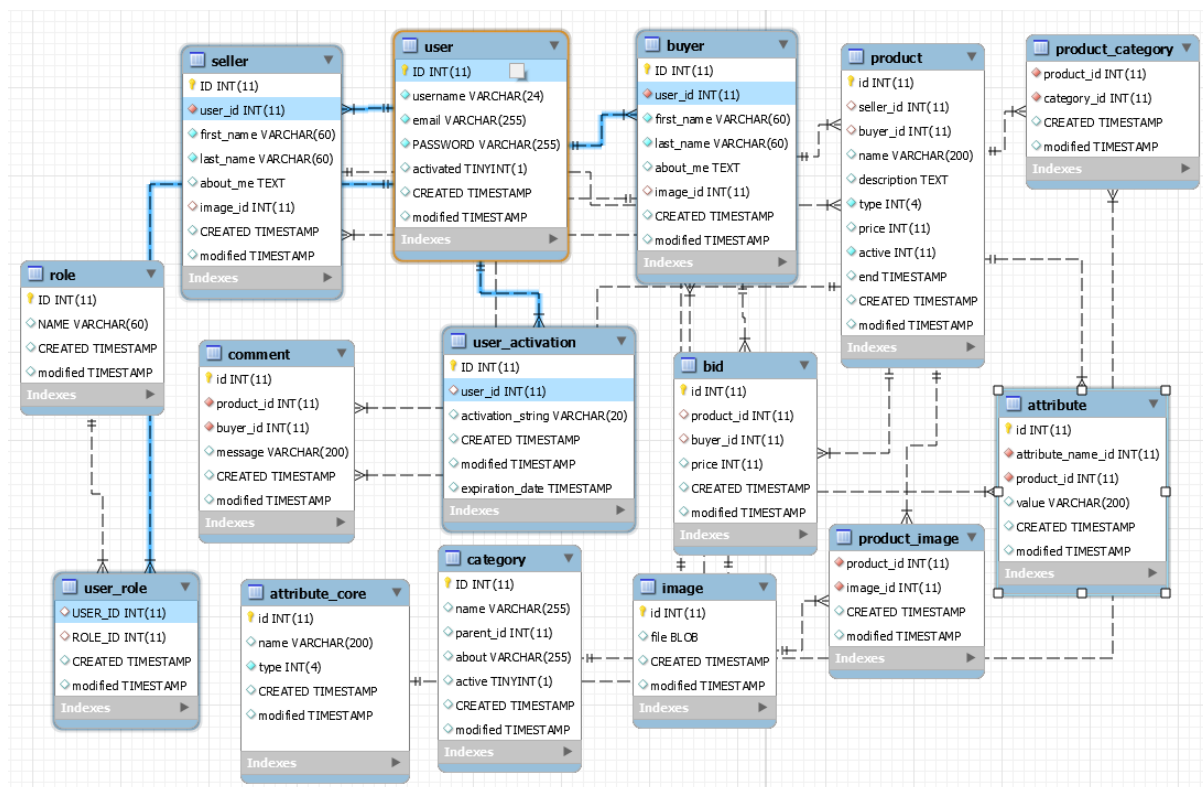 seller
ID INT(11)
user_id INT(11)
first_name VARCHAR(60)
last_name VARCHAR(60)
about_me TEXT
image_id INT(11)
CREATED TIMESTAMP
modified TIMESTAMP
Indexes
user
ID INT(11)
username VARCHAR(24)
email VARCHAR(255)
PASSWORD VARCHAR(255)
activated TINYINT(1)
CREATED TIMESTAMP
modified TIMESTAMP
Indexes
buyer
ID INT(11)
user_id INT(11)
first_name VARCHAR(60)
last_name VARCHAR(60)
about_me TEXT
image_id INT(11)
CREATED TIMESTAMP
modified TIMESTAMP
Indexes
product
id INT(11)
seller_id INT(11)
buyer_id INT(11)
name VARCHAR(200)
description TEXT
type INT(4)
price INT(11)
active INT(11)
end TIMESTAMP
CREATED TIMESTAMP
modified TIMESTAMP
Indexes
product_category
product_id INT(11)
category_id INT(11)
CREATED TIMESTAMP
modified TIMESTAMP
Indexes
role
ID INT(11)
NAME VARCHAR(60)
CREATED TIMESTAMP
modified TIMESTAMP
Indexes
comment
id INT(11)
product_id INT(11)
buyer_id INT(11)
message VARCHAR(200)
CREATED TIMESTAMP
modified TIMESTAMP
Indexes
user_activation
ID INT(11)
user_id INT(11)
activation_string VARCHAR(20)
CREATED TIMESTAMP
modified TIMESTAMP
expiration_date TIMESTAMP
Indexes
bid
id INT(11)
product_id INT(11)
buyer_id INT(11)
price INT(11)
CREATED TIMESTAMP
modified TIMESTAMP
Indexes
attribute
id INT(11)
attribute_name_id INT(11)
product_id INT(11)
value VARCHAR(200)
CREATED TIMESTAMP
modified TIMESTAMP
Indexes
user_role
USER_ID INT(11)
ROLE_ID INT(11)
CREATED TIMESTAMP
modified TIMESTAMP
Indexes
attribute_core
id INT(11)
name VARCHAR(200)
type INT(4)
CREATED TIMESTAMP
modified TIMESTAMP
Indexes
category
ID INT(11)
name VARCHAR(255)
parent_id INT(11)
about VARCHAR(255)
active TINYINT(1)
CREATED TIMESTAMP
modified TIMESTAMP
Indexes
image
id INT(11)
file BLOB
CREATED TIMESTAMP
modified TIMESTAMP
Indexes
product_image
product_id INT(11)
image_id INT(11)
CREATED TIMESTAMP
modified TIMESTAMP
Indexes